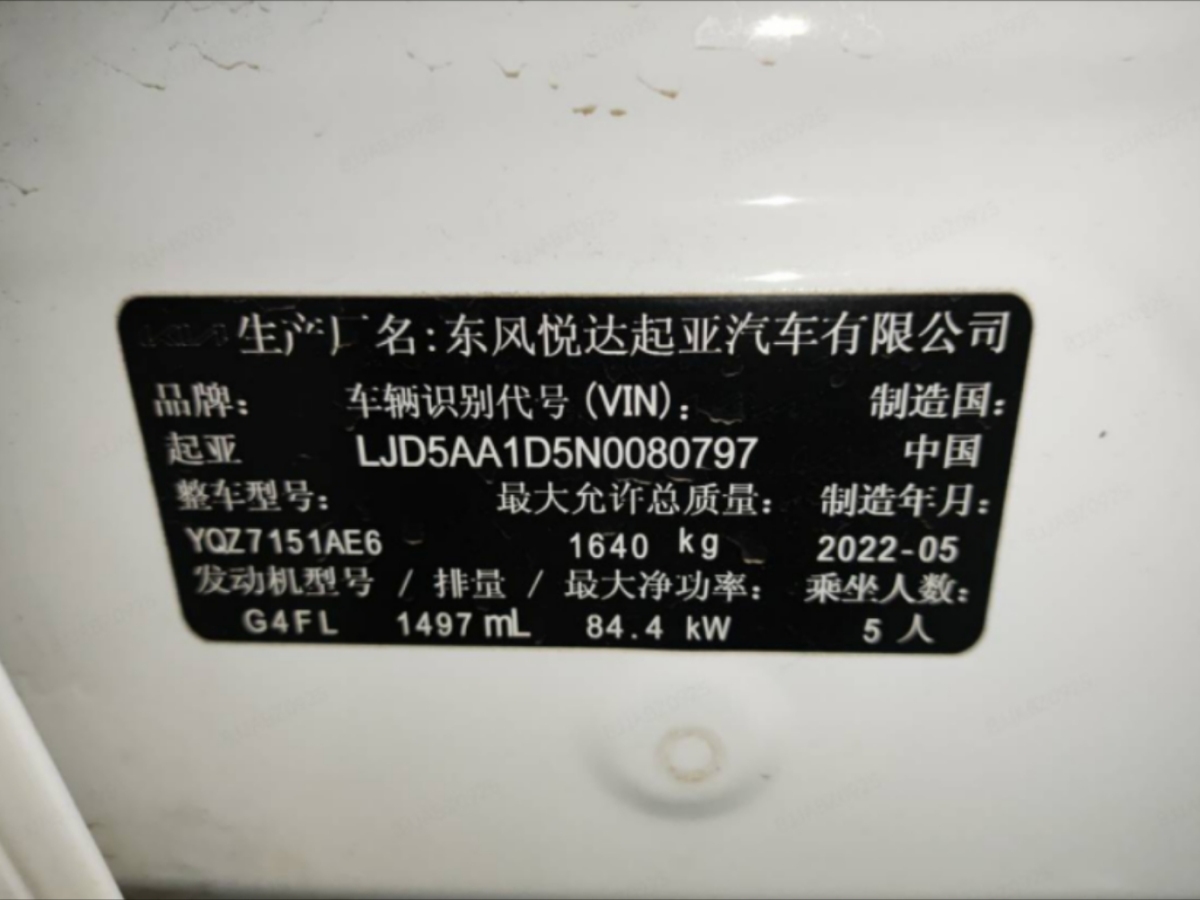 KIA 生产厂名:东风悦达起亚汽车有限公司
品牌: 车辆识别代号(VIN): 制造国:
起亚 LJD5AA1D5N0080797 中国
整车型号: 最大允许总质量: 制造年月:
YQZ7151AE6 1640 kg 2022-05
发动机型号 / 排量 / 最大净功率: 乘坐人数:
G4FL 1497 mL 84.4 kW 5 人